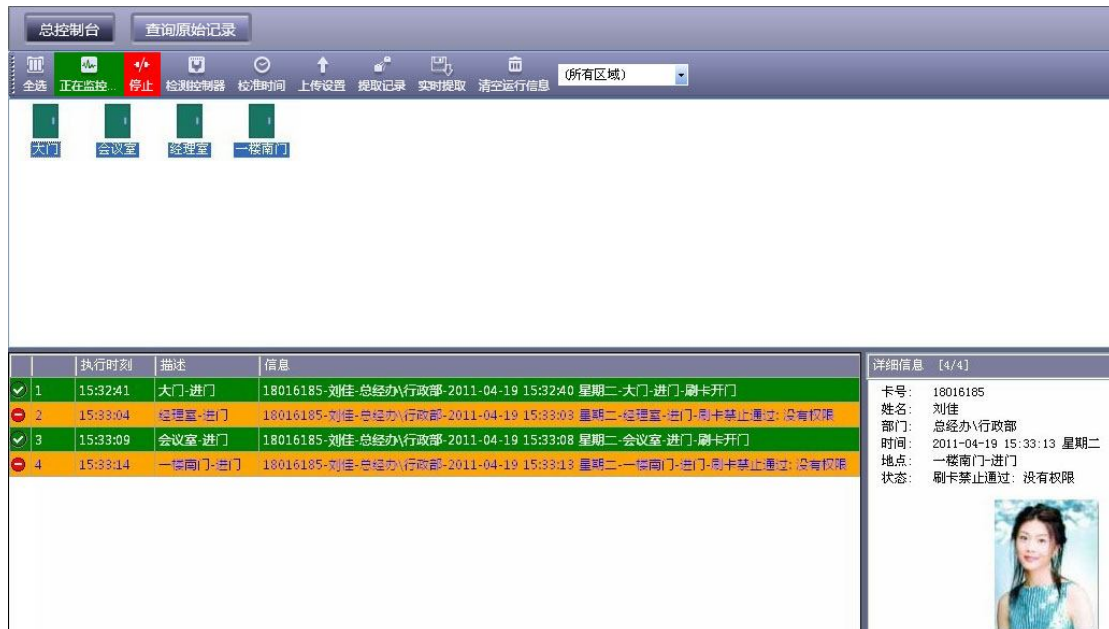 总控制台 查询原始记录
全选 正在监控... 停止 检测控制器 校准时间 上传设置 提取记录 实时提取 清空运行信息 (所有区域)
大门 会议室 经理室 一楼南门
执行时刻 描述 信息
1 15:32:41 大门-进门 18016185-刘佳-总经办\行政部-2011-04-19 15:32:40 星期二-大门-进门-刷卡开门
2 15:33:04 经理室-进门 18016185-刘佳-总经办\行政部-2011-04-19 15:33:03 星期二-经理室-进门-刷卡禁止通过: 没有权限
3 15:33:09 会议室-进门 18016185-刘佳-总经办\行政部-2011-04-19 15:33:08 星期二-会议室-进门-刷卡开门
4 15:33:14 一楼南门-进门 18016185-刘佳-总经办\行政部-2011-04-19 15:33:13 星期二-一楼南门-进门-刷卡禁止通过: 没有权限
详细信息 [4/4]
卡号: 18016185
姓名: 刘佳
部门: 总经办\行政部
时间: 2011-04-19 15:33:13 星期二
地点: 一楼南门-进门
状态: 刷卡禁止通过: 没有权限